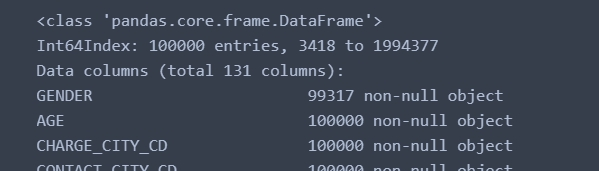 <class 'pandas.core.frame.DataFrame'>
Int64Index: 100000 entries, 3418 to 1994377
Data columns (total 131 columns):
GENDER 99317 non-null object
AGE 100000 non-null object
CHARGE_CITY_CD 100000 non-null object
CONTACT_CITY_CD 100000 non-null object